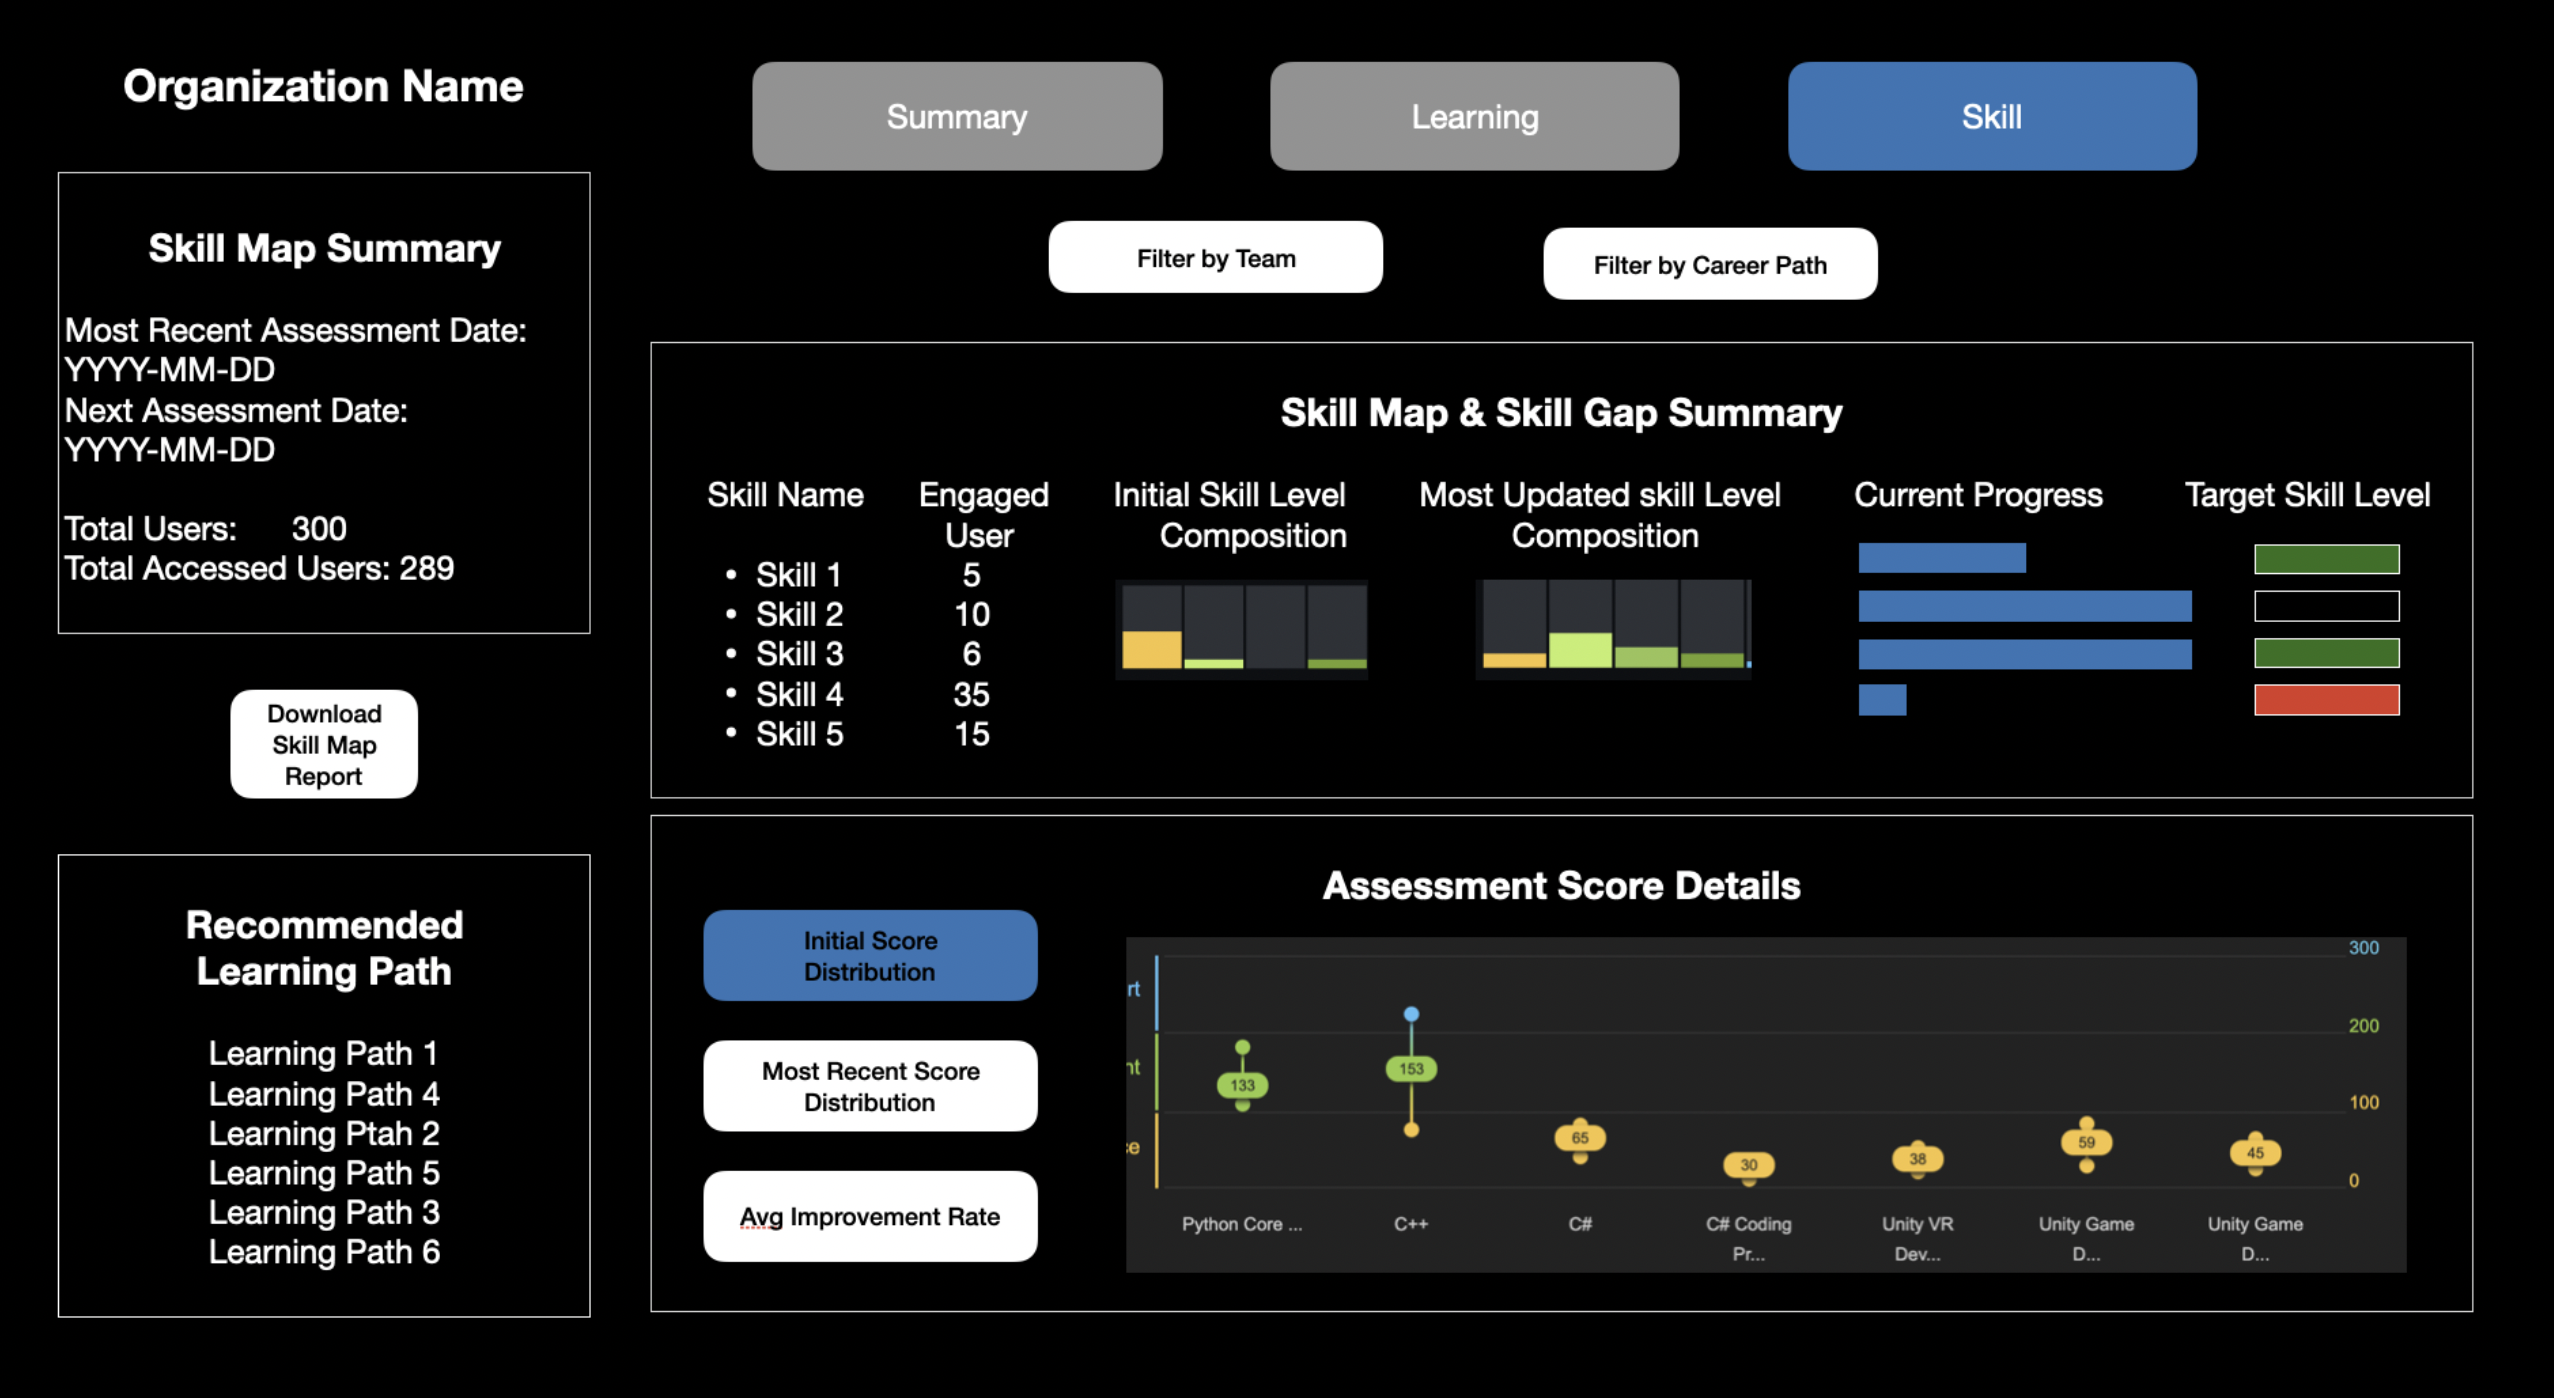 Organization Name
Summary
Learning
Skill
Filter by Team
Filter by Career Path
Skill Map Summary
Most Recent Assessment Date:
YYYY-MM-DD
Next Assessment Date:
YYYY-MM-DD
Total Users: 300
Total Accessed Users: 289
Download
Skill Map
Report
Recommended
Learning Path
Learning Path 1
Learning Path 4
Learning Ptah 2
Learning Path 5
Learning Path 3
Learning Path 6
Skill Map & Skill Gap Summary
Skill Name
Engaged
User
Initial Skill Level
Composition
Most Updated skill Level
Composition
Current Progress
Target Skill Level
• Skill 1 5
• Skill 2 10
• Skill 3 6
• Skill 4 35
• Skill 5 15
Assessment Score Details
Initial Score
Distribution
Most Recent Score
Distribution
Avg Improvement Rate
rt
nt
ce
300
200
100
0
133
153
65
30
38
59
45
Python Core ...
C++
C#
C# Coding
Pr...
Unity VR
Dev...
Unity Game
D...
Unity Game
D...